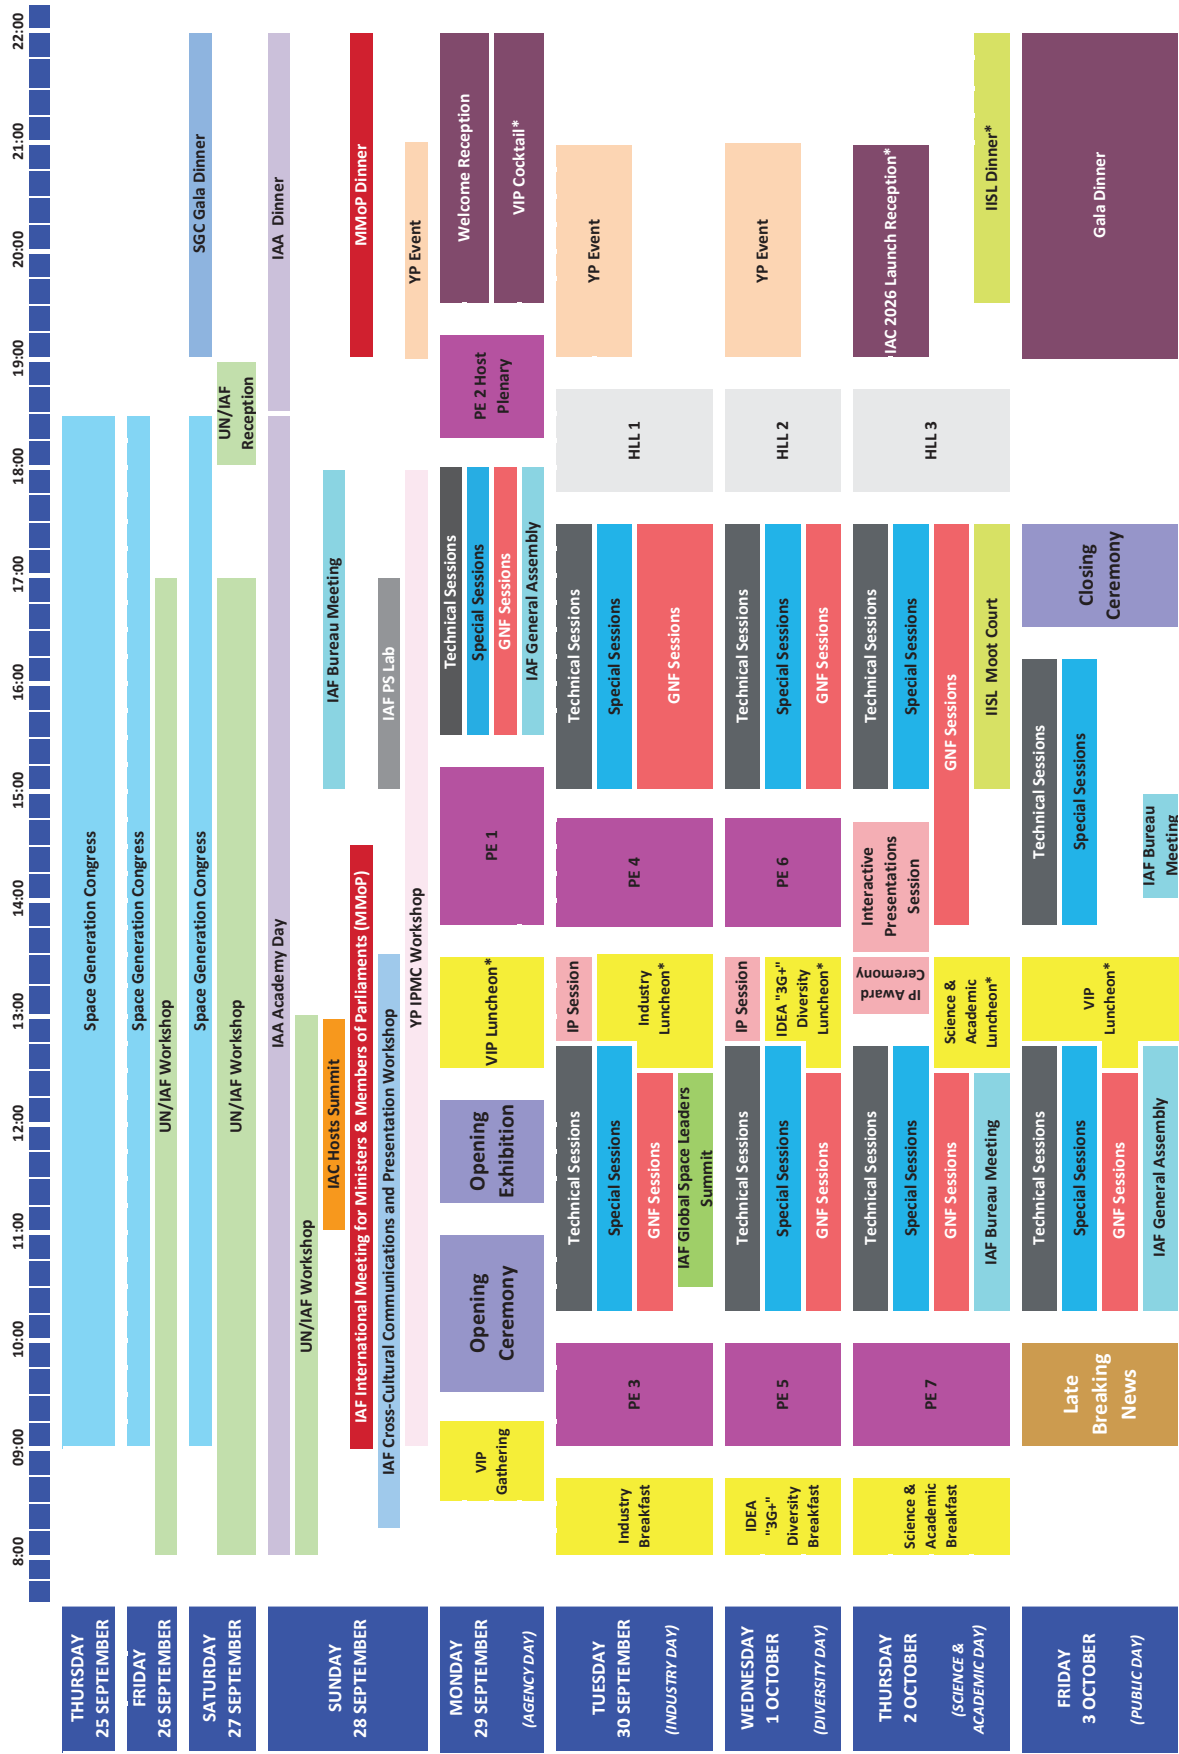 8:00
09:00
10:00
11:00
12:00
13:00
14:00
15:00
16:00
17:00
18:00
19:00
20:00
21:00
22:00
THURSDAY
25 SEPTEMBER
Space Generation Congress
FRIDAY
26 SEPTEMBER
Space Generation Congress
UN/IAF Workshop
SATURDAY
27 SEPTEMBER
Space Generation Congress
SGC Gala Dinner
UN/IAF Workshop
UN/IAF
Reception
SUNDAY
28 SEPTEMBER
IAA Academy Day
IAA Dinner
UN/IAF Workshop
IAC Hosts Summit
IAF Bureau Meeting
IAF International Meeting for Ministers & Members of Parliaments (MMoP)
MMoP Dinner
IAF Cross-Cultural Communications and Presentation Workshop
IAF PS Lab
YP IPMC Workshop
YP Event
MONDAY
29 SEPTEMBER
(AGENCY DAY)
VIP
Gathering
Opening
Ceremony
Opening
Exhibition
VIP Luncheon*
PE 1
Technical Sessions
Special Sessions
GNF Sessions
IAF General Assembly
PE 2 Host
Plenary
Welcome Reception
VIP Cocktail*
TUESDAY
30 SEPTEMBER
(INDUSTRY DAY)
Industry
Breakfast
PE 3
Technical Sessions
Special Sessions
GNF Sessions
IAF Global Space Leaders
Summit
IP Session
Industry
Luncheon*
PE 4
Technical Sessions
Special Sessions
GNF Sessions
HLL 1
YP Event
WEDNESDAY
1 OCTOBER
(DIVERSITY DAY)
IDEA
"3G+"
Diversity
Breakfast
PE 5
Technical Sessions
Special Sessions
GNF Sessions
IP Session
IDEA "3G+"
Diversity
Luncheon*
PE 6
Technical Sessions
Special Sessions
GNF Sessions
HLL 2
YP Event
THURSDAY
2 OCTOBER
(SCIENCE &
ACADEMIC DAY)
Science &
Academic
Breakfast
PE 7
Technical Sessions
Special Sessions
GNF Sessions
IAF Bureau Meeting
IP Award
Ceremony
Science &
Academic
Luncheon*
Interactive
Presentations
Session
Technical Sessions
Special Sessions
GNF Sessions
IISL Moot Court
HLL 3
IAC 2026 Launch Reception*
IISL Dinner*
FRIDAY
3 OCTOBER
(PUBLIC DAY)
Late
Breaking
News
Technical Sessions
Special Sessions
GNF Sessions
IAF General Assembly
VIP
Luncheon*
Technical Sessions
Special Sessions
IAF Bureau
Meeting
Closing
Ceremony
Gala Dinner